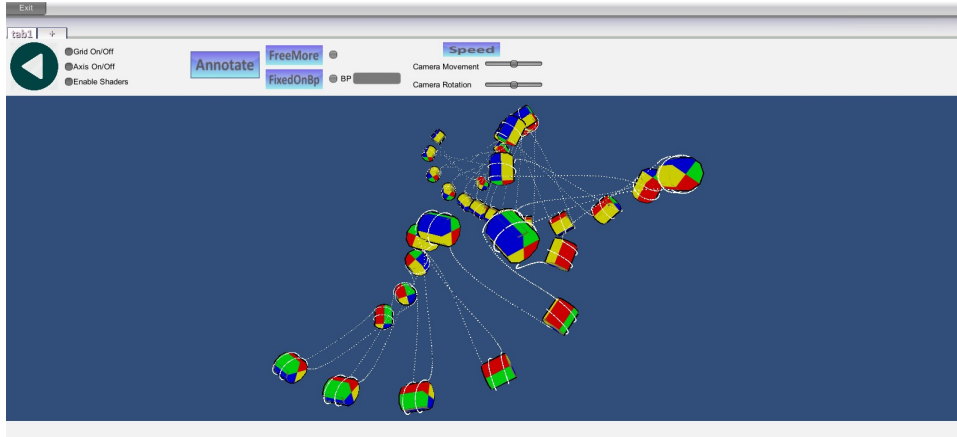 Exit
tab1 +
Grid On/Off
Axis On/Off
Enable Shaders
Annotate
FreeMore
FixedOnBp
BP
Speed
Camera Movement
Camera Rotation